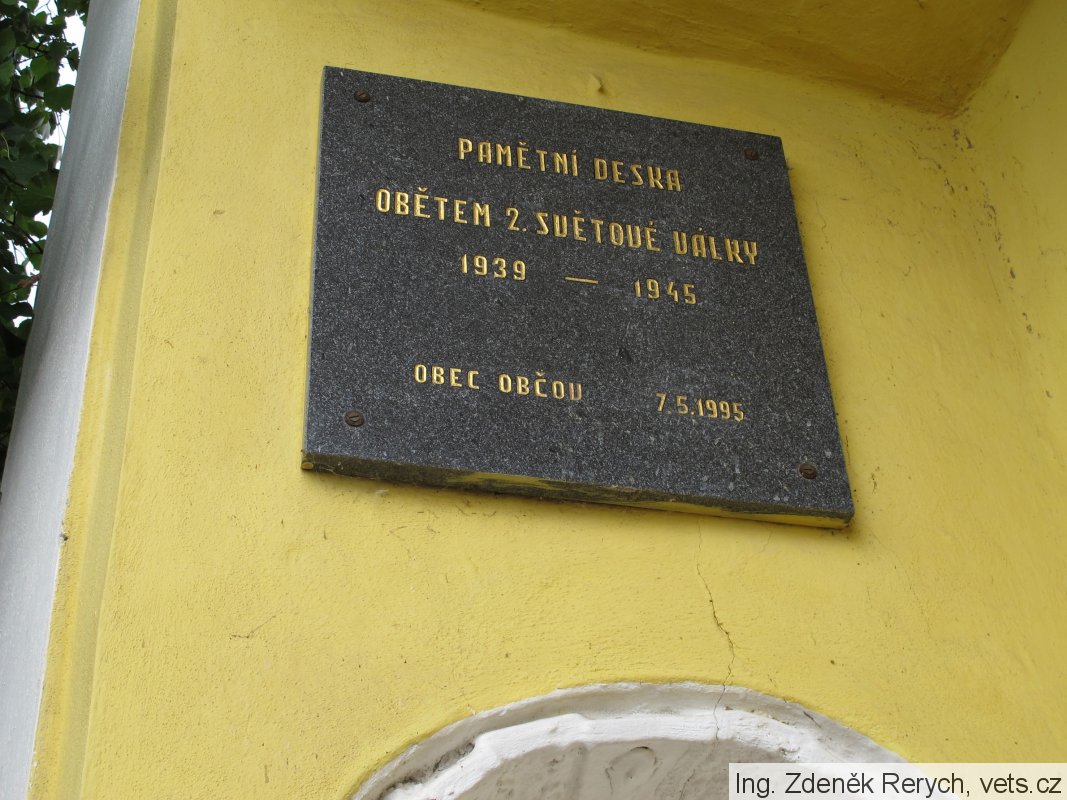 PAMĚTNÍ DESKA
OBĚTEM 2. SVĚTOVÉ VÁLKY
1939 — 1945
OBEC OBČOV 7.5.1995
Ing. Zdeněk Rerych, vets.cz